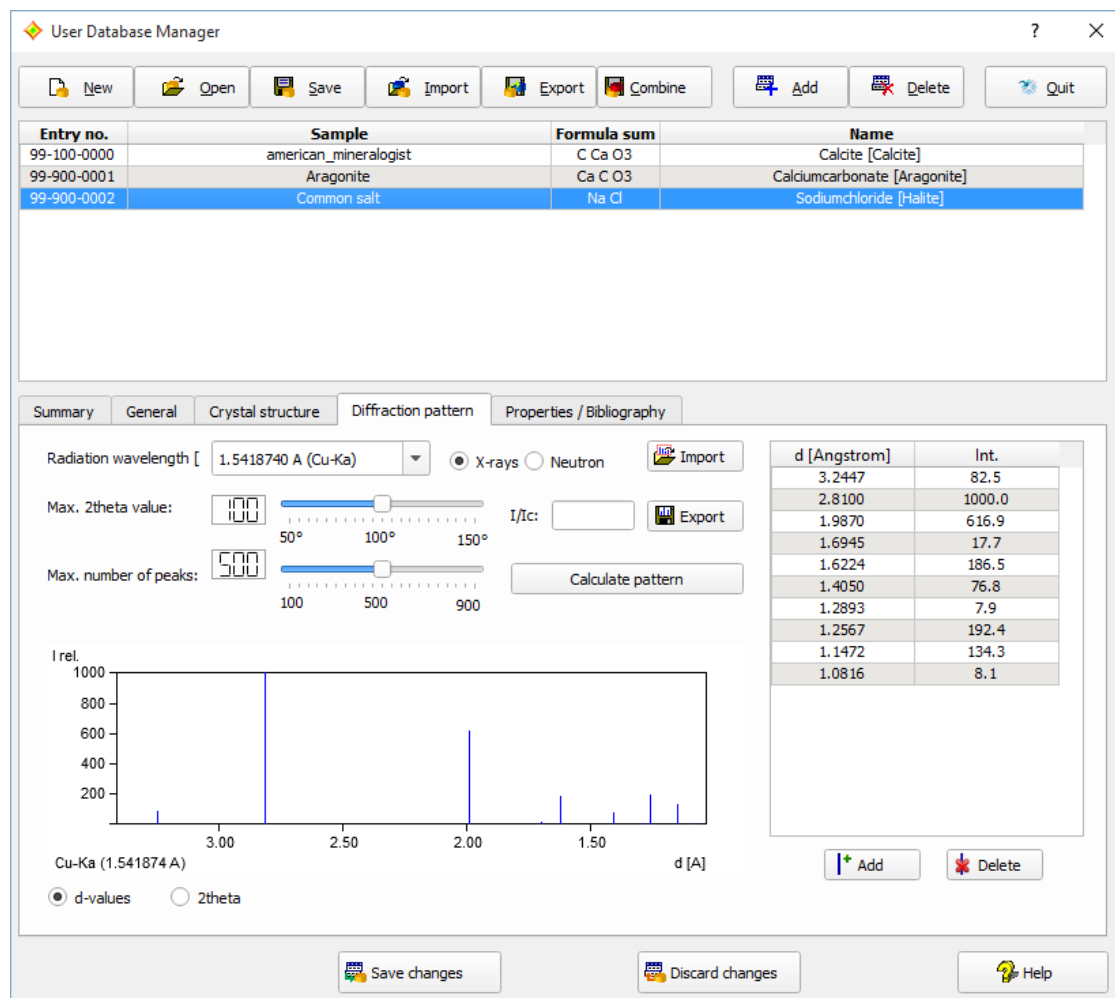 User Database Manager ?
New Open Save Import Export Combine Add Delete Quit
Entry no. Sample Formula sum Name
99-100-0000 american_mineralogist C Ca O3 Calcite [Calcite]
99-900-0001 Aragonite Ca C O3 Calciumcarbonate [Aragonite]
99-900-0002 Common salt Na Cl Sodiumchloride [Halite]
Summary General Crystal structure Diffraction pattern Properties / Bibliography
Radiation wavelength [ 1.5418740 A (Cu-Ka) X-rays Neutron Import
Max. 2theta value: 100 I/Ic: Export
50° 100° 150°
Max. number of peaks: 500 Calculate pattern
100 500 900
I rel.
1000
800
600
400
200
3.00 2.50 2.00 1.50
Cu-Ka (1.541874 A) d [A]
d-values 2theta
d [Angstrom] Int.
3.2447 82.5
2.8100 1000.0
1.9870 616.9
1.6945 17.7
1.6224 186.5
1.4050 76.8
1.2893 7.9
1.2567 192.4
1.1472 134.3
1.0816 8.1
Add Delete
Save changes Discard changes Help